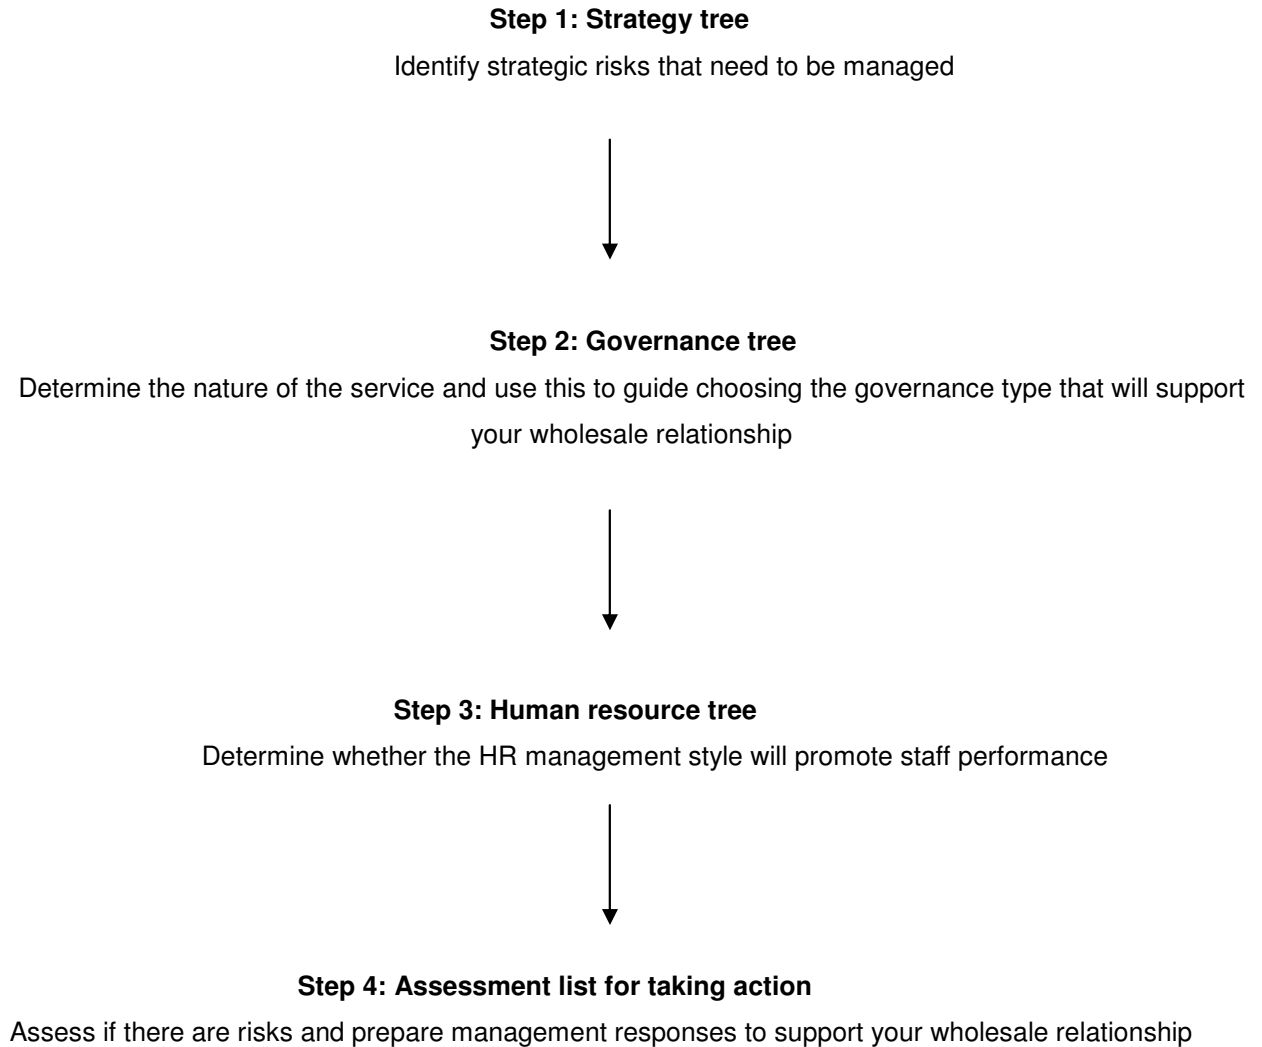 Step 1: Strategy tree
Identify strategic risks that need to be managed
Step 2: Governance tree
Determine the nature of the service and use this to guide choosing the governance type that will support
your wholesale relationship
Step 3: Human resource tree
Determine whether the HR management style will promote staff performance
Step 4: Assessment list for taking action
Assess if there are risks and prepare management responses to support your wholesale relationship